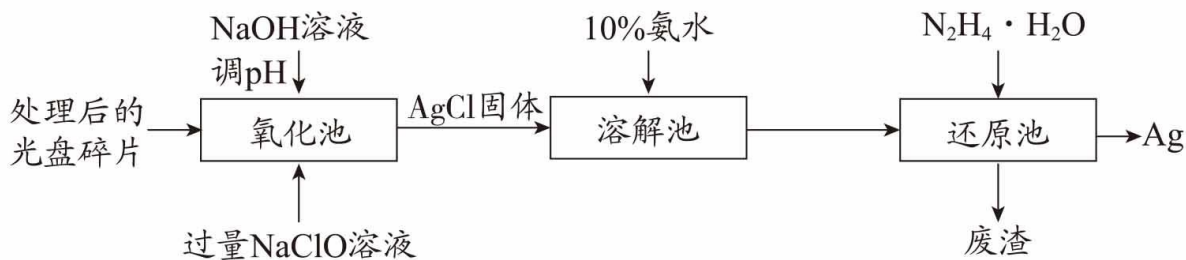 NaOH溶液
调pH
10%氨水
N₂H₄·H₂O
处理后的
光盘碎片
氧化池
AgCl固体
溶解池
还原池
Ag
过量NaClO溶液
废渣